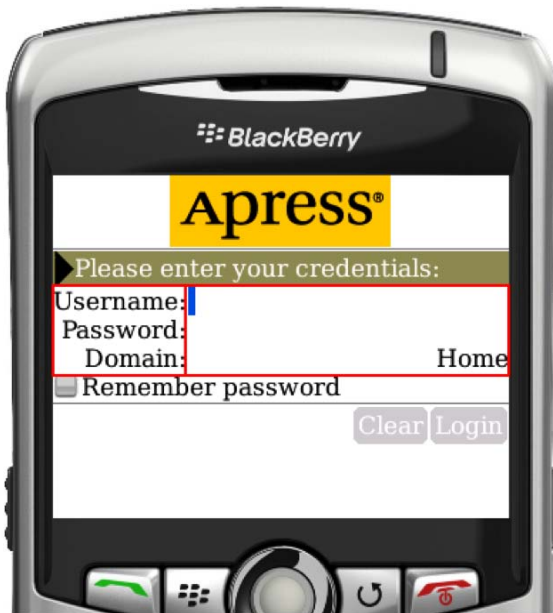 BlackBerry
Apress®
Please enter your credentials:
Username:
Password:
Domain: Home
Remember password
Clear Login